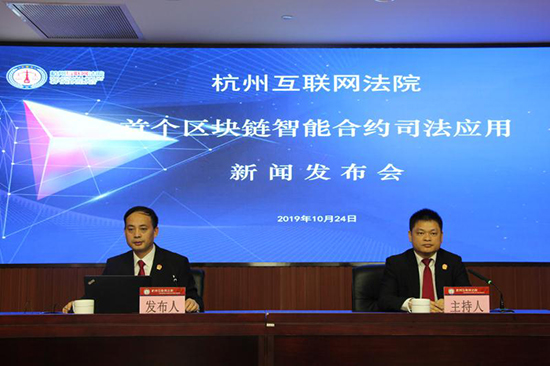 杭州互联网法院
首个区块链智能合约司法应用
新闻发布会
2019年10月24日
发布人
主持人